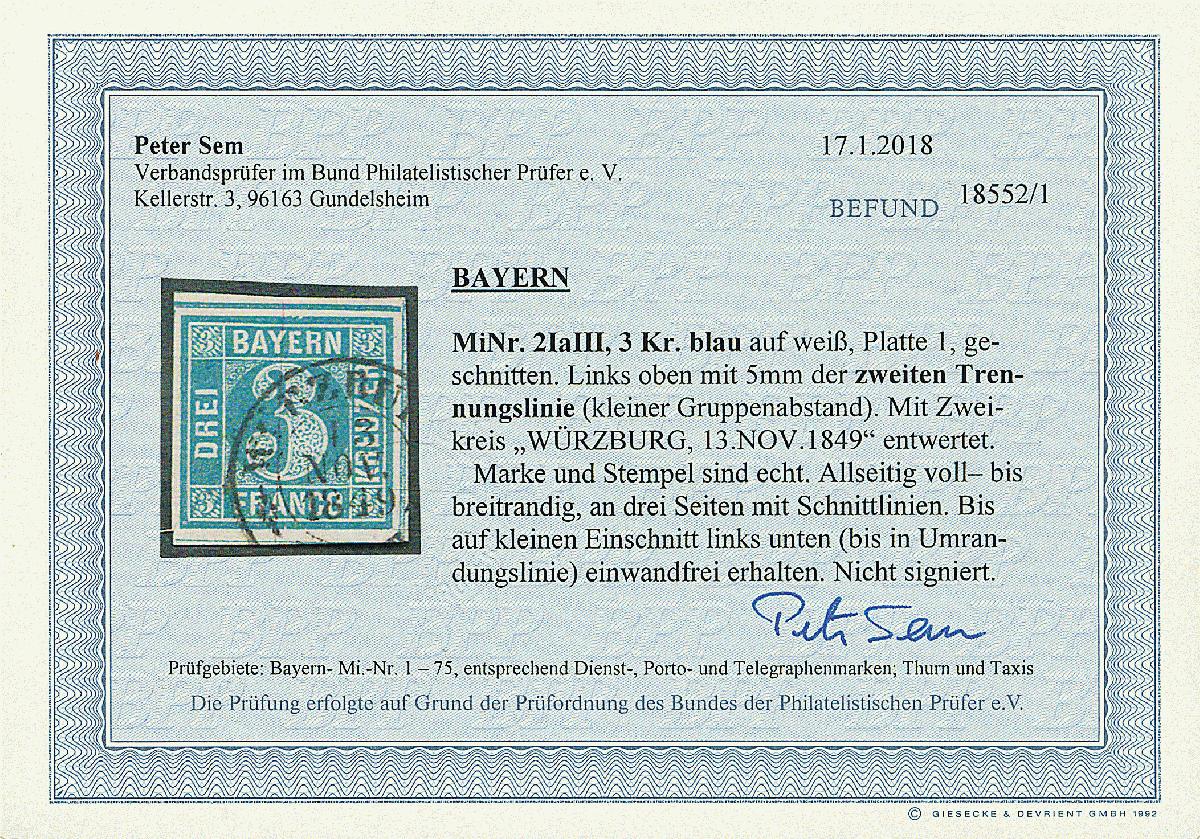 Peter Sem
Verbandsprüfer im Bund Philatelistischer Prüfer e. V.
Kellerstr. 3, 96163 Gundelsheim
17.1.2018
BEFUND 18552/1
BAYERN
MiNr. 2IaIII, 3 Kr. blau auf weiß, Platte 1, ge-
schnitten. Links oben mit 5mm der zweiten Tren-
nungslinie (kleiner Gruppenabstand). Mit Zwei-
kreis „WÜRZBURG, 13.NOV.1849“ entwertet.
Marke und Stempel sind echt. Allseitig voll– bis
breitrandig, an drei Seiten mit Schnittlinien. Bis
auf kleinen Einschnitt links unten (bis in Umran-
dungslinie) einwandfrei erhalten. Nicht signiert.
BAYERN
DREI
3
KREUZER
FRANCO
NOV.
1849
Petr Sem
Prüfgebiete: Bayern- Mi.-Nr. 1 – 75, entsprechend Dienst-, Porto- und Telegraphenmarken; Thurn und Taxis
Die Prüfung erfolgte auf Grund der Prüfordnung des Bundes der Philatelistischen Prüfer e.V.
© GIESECKE & DEVRIENT GMBH 1992